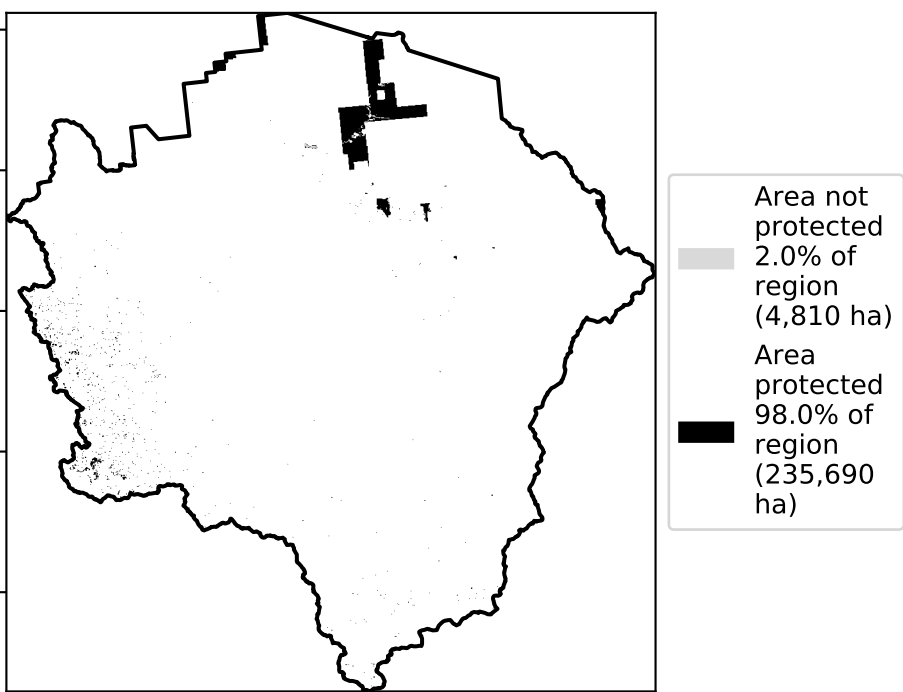 Area not
protected
2.0% of
region
(4,810 ha)
Area
protected
98.0% of
region
(235,690
ha)